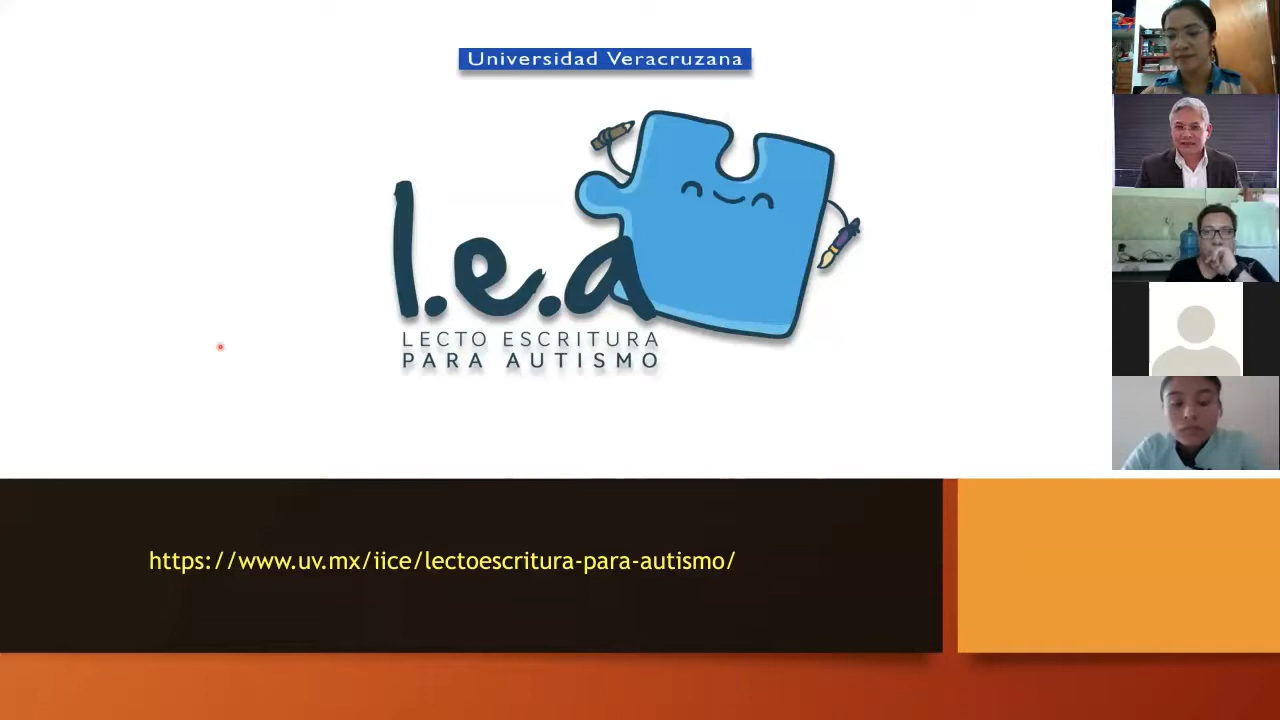 Universidad Veracruzana
l.e.a
LECTO ESCRITURA
PARA AUTISMO
https://www.uv.mx/iice/lectoescritura-para-autismo/